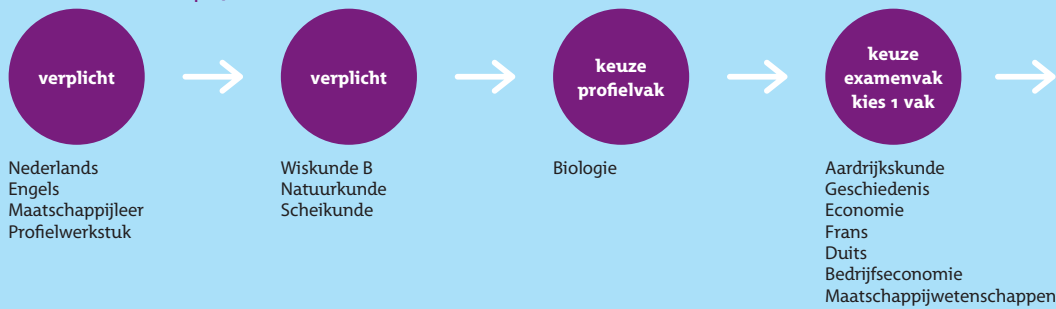 verplicht
Nederlands
Engels
Maatschappijleer
Profielwerkstuk
verplicht
Wiskunde B
Natuurkunde
Scheikunde
keuze
profielvak
Biologie
keuze
examenvak
kies 1 vak
Aardrijkskunde
Geschiedenis
Economie
Frans
Duits
Bedrijfseconomie
Maatschappijwetenschappen